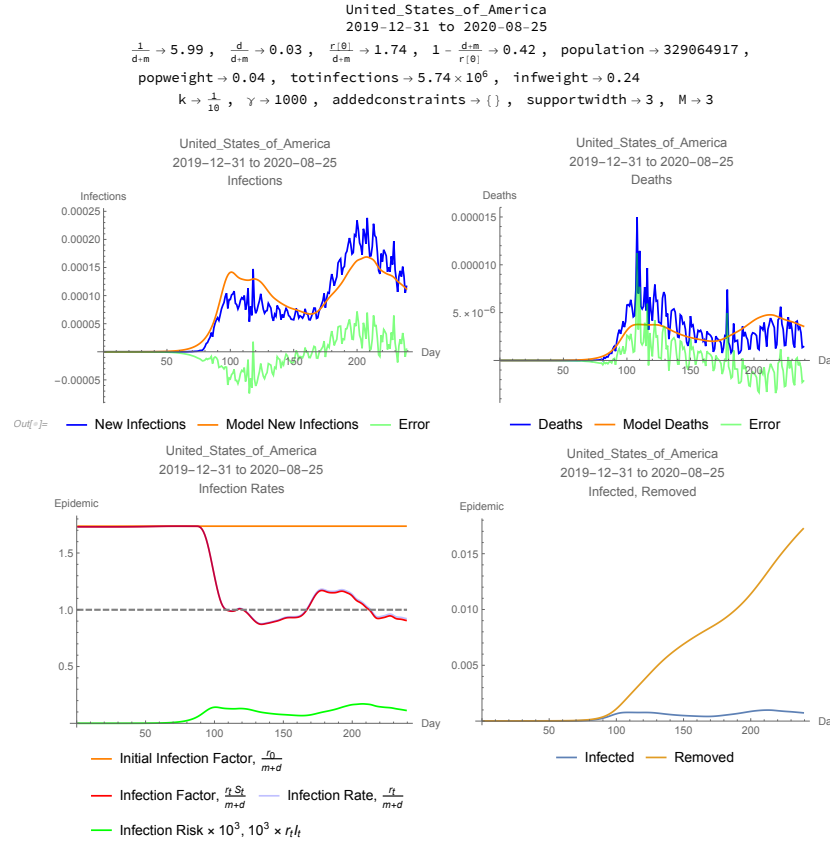 United_States_of_America
2019-12-31 to 2020-08-25
1/(d+m) → 5.99 , d/(d+m) → 0.03 , r[0]/(d+m) → 1.74 , 1 - (d+m)/r[0] → 0.42 , population → 329064917 ,
popweight → 0.04 , totinfections → 5.74 × 10^6 , infweight → 0.24
k → 1/10 , γ → 1000 , addedconstraints → {} , supportwidth → 3 , M → 3
United_States_of_America
2019-12-31 to 2020-08-25
Infections
Infections
0.00025
0.00020
0.00015
0.00010
0.00005
-0.00005
50
100
150
200
Day
United_States_of_America
2019-12-31 to 2020-08-25
Deaths
Deaths
0.000015
0.000010
5. × 10^-6
50
100
150
200
Da
Out[ ]=
New Infections Model New Infections Error
Deaths Model Deaths Error
United_States_of_America
2019-12-31 to 2020-08-25
Infection Rates
Epidemic
1.5
1.0
0.5
50
100
150
200
Day
Initial Infection Factor, r_0/(m+d)
Infection Factor, r_t S_t/(m+d) Infection Rate, r_t/(m+d)
Infection Risk × 10^3, 10^3 × r_t I_t
United_States_of_America
2019-12-31 to 2020-08-25
Infected, Removed
Epidemic
0.015
0.010
0.005
50
100
150
200
Da
Infected Removed